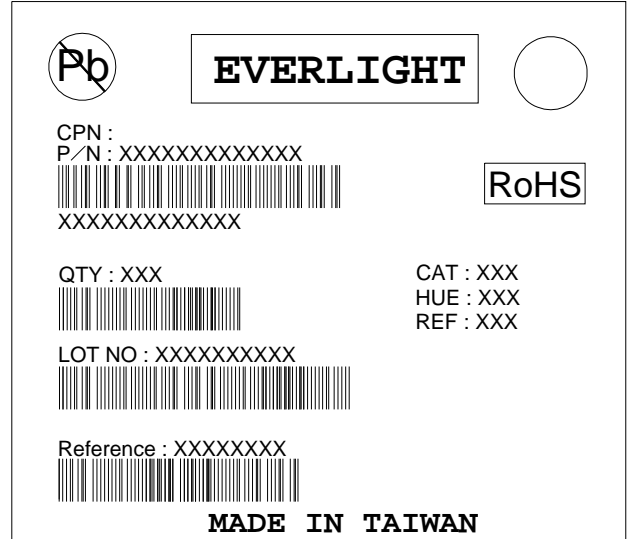 Pb
EVERLIGHT
CPN :
P/N : XXXXXXXXXXXXX
RoHS
XXXXXXXXXXXXX
QTY : XXX
CAT : XXX
HUE : XXX
REF : XXX
LOT NO : XXXXXXXXXX
Reference : XXXXXXXX
MADE IN TAIWAN